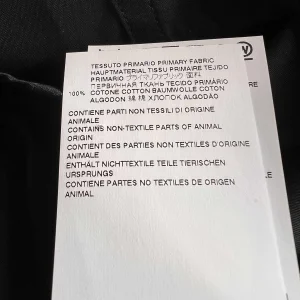 TESSUTO PRIMARIO PRIMARY FABRIC
HAUPTMATERIAL TISSU PRIMAIRE TEJIDO
PRIMARIO プライマリファブリック 面料
ПЕРВИЧНАЯ ТКАНЬ TECIDO PRIMÁRIO
100% COTONE COTTON BAUMWOLLE COTON
ALGODON 綿 棉 ХЛОПОК ALGODÃO
CONTIENE PARTI NON TESSILI DI ORIGINE
ANIMALE
CONTAINS NON-TEXTILE PARTS OF ANIMAL
ORIGIN
CONTIENT DES PARTIES NON TEXTILES D'ORIGINE
ANIMALE
ENTHÄLT NICHTTEXTILE TEILE TIERISCHEN
URSPRUNGS
CONTIENE PARTES NO TEXTILES DE ORIGEN
ANIMAL